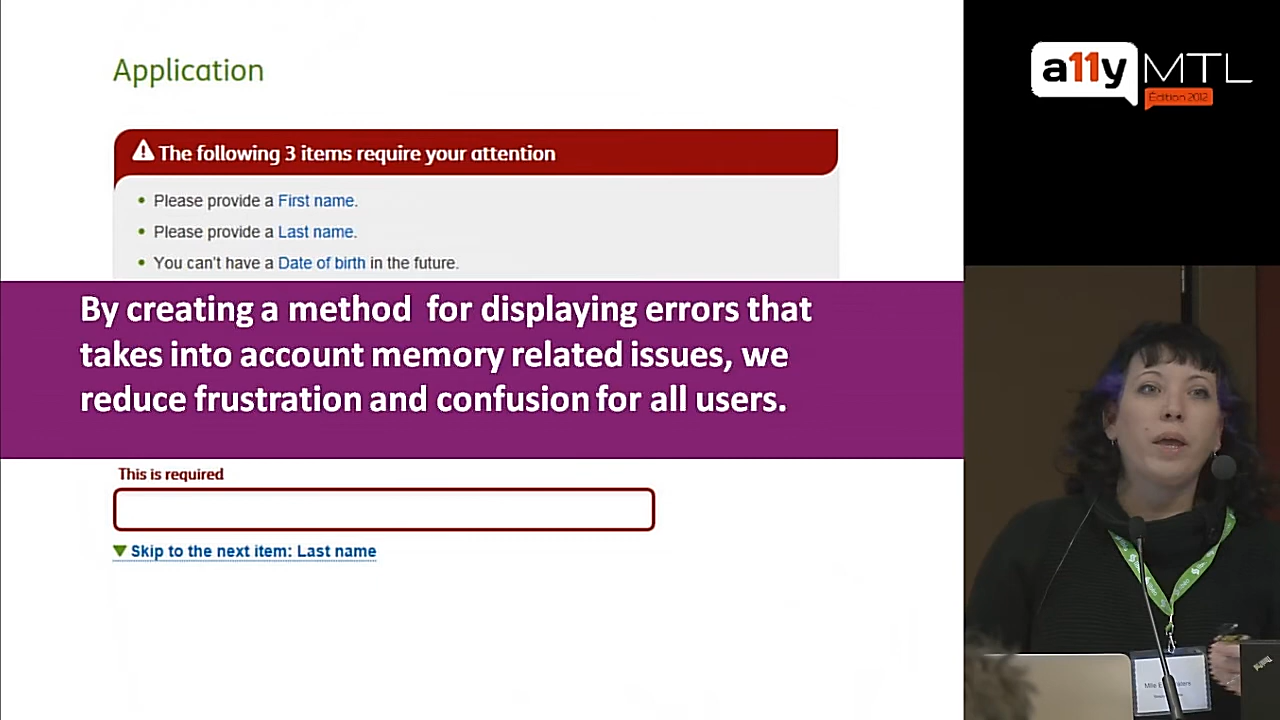 Application
The following 3 items require your attention
Please provide a First name.
Please provide a Last name.
You can't have a Date of birth in the future.
By creating a method for displaying errors that
takes into account memory related issues, we
reduce frustration and confusion for all users.
This is required
Skip to the next item: Last name
a11y MTL
Édition 2012
Mlle